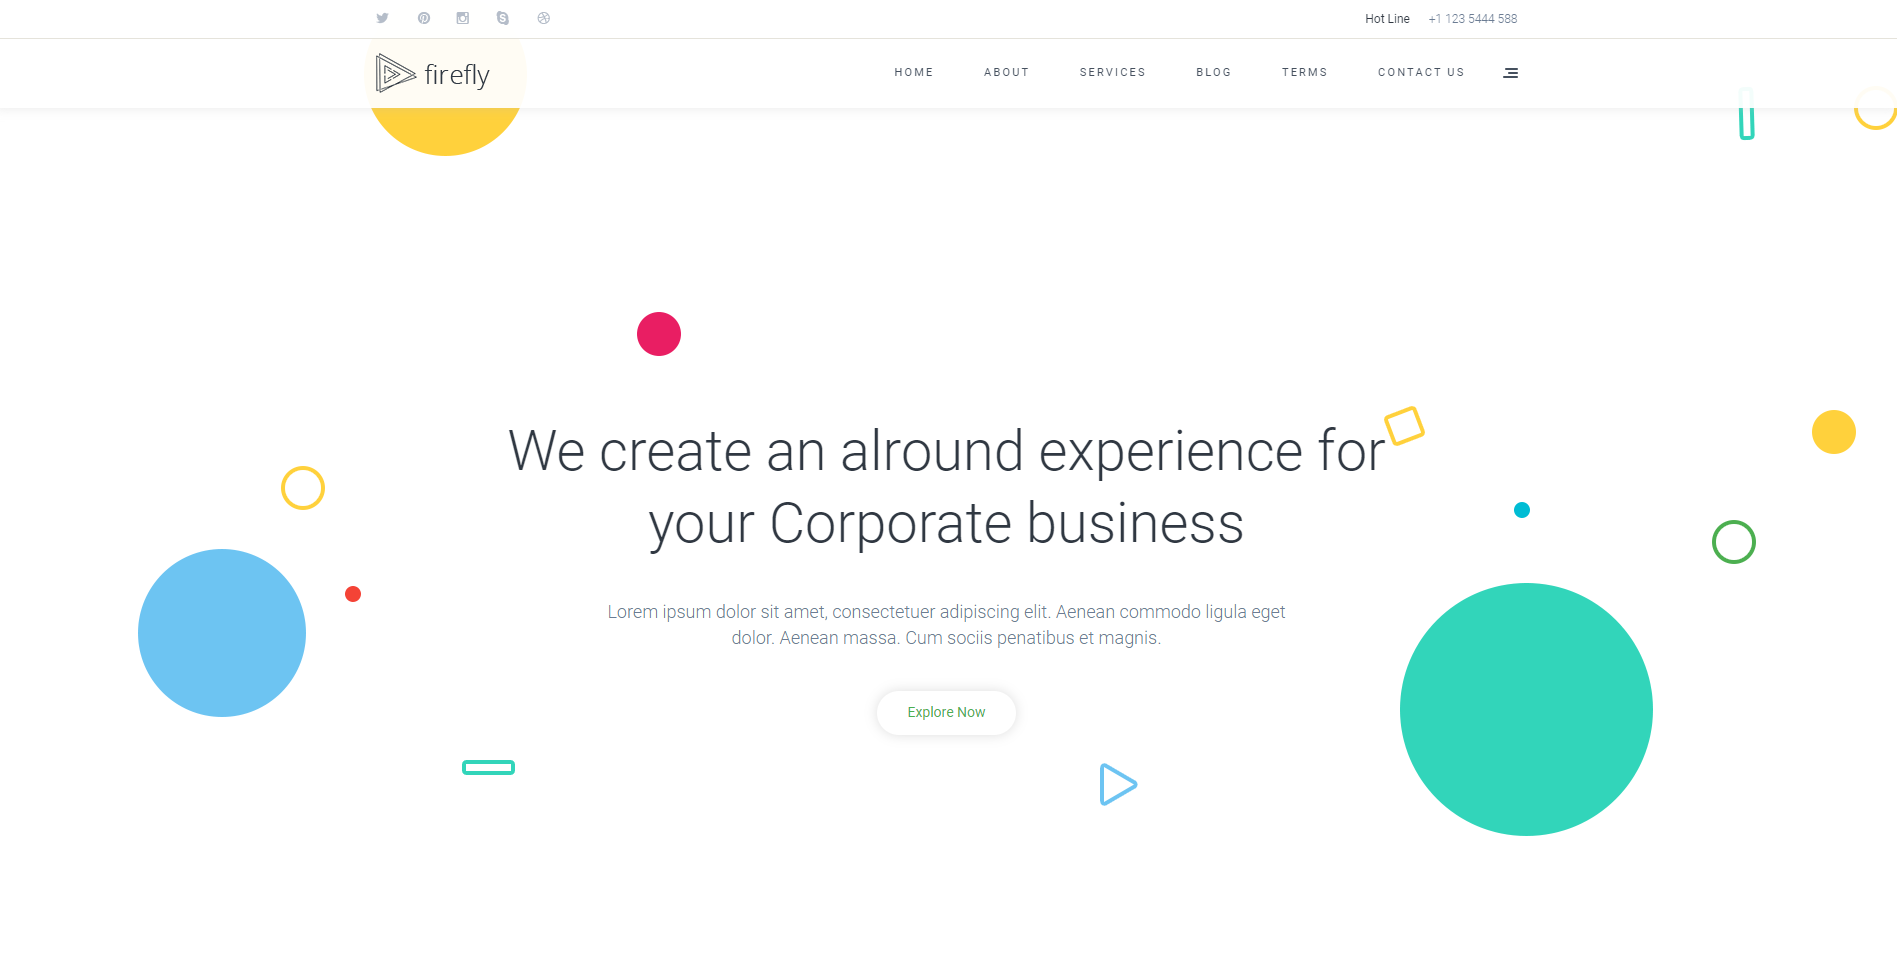 Hot Line +1 123 5444 588
firefly
HOME ABOUT SERVICES BLOG TERMS CONTACT US
We create an alround experience for
your Corporate business
Lorem ipsum dolor sit amet, consectetuer adipiscing elit. Aenean commodo ligula eget
dolor. Aenean massa. Cum sociis penatibus et magnis.
Explore Now